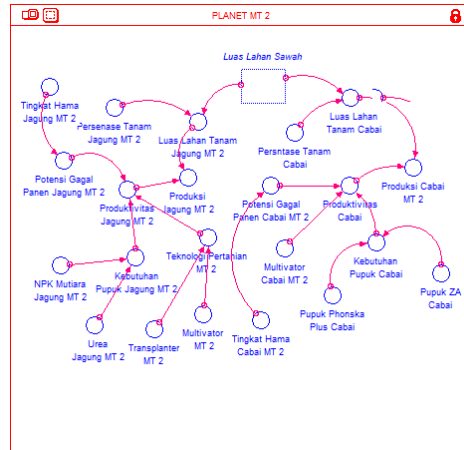 PLANET MT 2
Luas Lahan Sawah
Tingkat Hama
Jagung MT 2
Persenase Tanam
Jagung MT 2
Luas Lahan Tanam
Jagung MT 2
Luas Lahan
Tanam Cabai
Persntase Tanam
Cabai
Potensi Gagal
Panen Jagung MT 2
Produktivitas
Jagung MT 2
Produksi
Jagung MT 2
Potensi Gagal
Panen Cabai MT 2
Produktivitas
Cabai
Produksi Cabai
MT 2
NPK Mutiara
Jagung MT 2
Kebutuhan
Pupuk Jagung MT 2
Teknologi Pertanian
MT 2
Multivator
Cabai MT 2
Kebutuhan
Pupuk Cabai
Pupuk ZA
Cabai
Urea
Jagung MT 2
Transplanter
MT 2
Multivator
MT 2
Tingkat Hama
Cabai MT 2
Pupuk Phonska
Plus Cabai